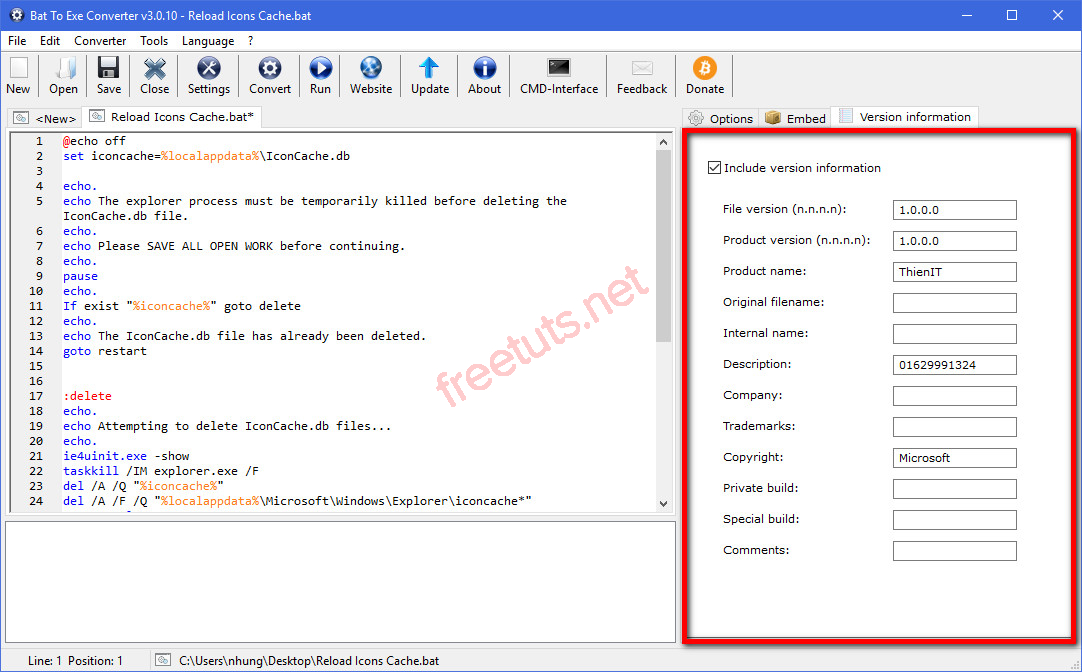 Bat To Exe Converter v3.0.10 - Reload Icons Cache.bat
File Edit Converter Tools Language ?
New Open Save Close Settings Convert Run Website Update About CMD-Interface Feedback Donate
<New> Reload Icons Cache.bat*
Options Embed Version information
1 @echo off
2 set iconcache=%localappdata%\IconCache.db
3
4 echo.
5 echo The explorer process must be temporarily killed before deleting the
IconCache.db file.
6 echo.
7 echo Please SAVE ALL OPEN WORK before continuing.
8 echo.
9 pause
10 echo.
11 If exist "%iconcache%" goto delete
12 echo.
13 echo The IconCache.db file has already been deleted.
14 goto restart
15
16
17 :delete
18 echo.
19 echo Attempting to delete IconCache.db files...
20 echo.
21 ie4uinit.exe -show
22 taskkill /IM explorer.exe /F
23 del /A /Q "%iconcache%"
24 del /A /F /Q "%localappdata%\Microsoft\Windows\Explorer\iconcache*"
freetuts.net
Include version information
File version (n.n.n.n): 1.0.0.0
Product version (n.n.n.n): 1.0.0.0
Product name: ThienIT
Original filename:
Internal name:
Description: 01629991324
Company:
Trademarks:
Copyright: Microsoft
Private build:
Special build:
Comments:
Line: 1 Position: 1 C:\Users\nhung\Desktop\Reload Icons Cache.bat